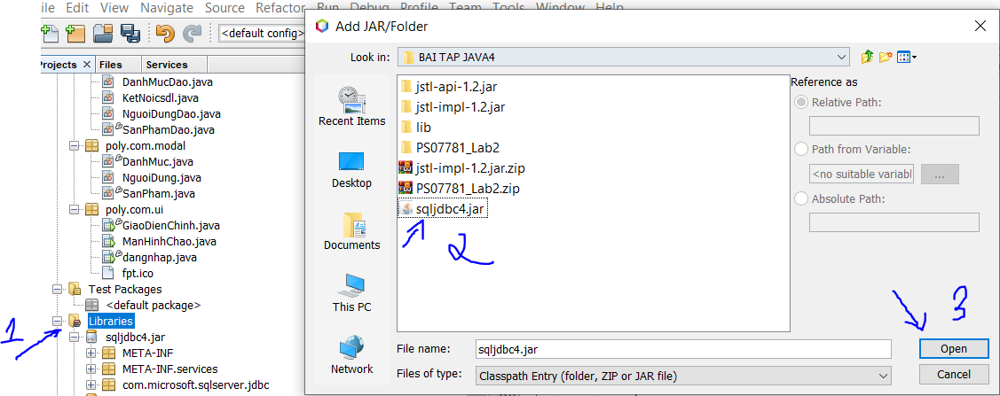 ile Edit View Navigate Source Refactor Run Debug Profile Team Tools Window Help
<default config>
Projects × Files Services
DanhMucDao.java
KetNoicsdl.java
NguoiDungDao.java
SanPhamDao.java
poly.com.modal
DanhMuc.java
NguoiDung.java
SanPham.java
poly.com.ui
GiaoDienChinh.java
ManHinhChao.java
dangnhap.java
fpt.ico
Test Packages
<default package>
1
Libraries
sqljdbc4.jar
META-INF
META-INF.services
com.microsoft.sqlserver.jdbc
Add JAR/Folder
Look in: BAI TAP JAVA4
Recent Items
Desktop
Documents
This PC
Network
jstl-api-1.2.jar
jstl-impl-1.2.jar
lib
PS07781_Lab2
jstl-impl-1.2.jar.zip
PS07781_Lab2.zip
sqljdbc4.jar
2
Reference as
Relative Path:
Path from Variable:
<no suitable variabl ...
Absolute Path:
3
File name: sqljdbc4.jar
Open
Files of type: Classpath Entry (folder, ZIP or JAR file)
Cancel